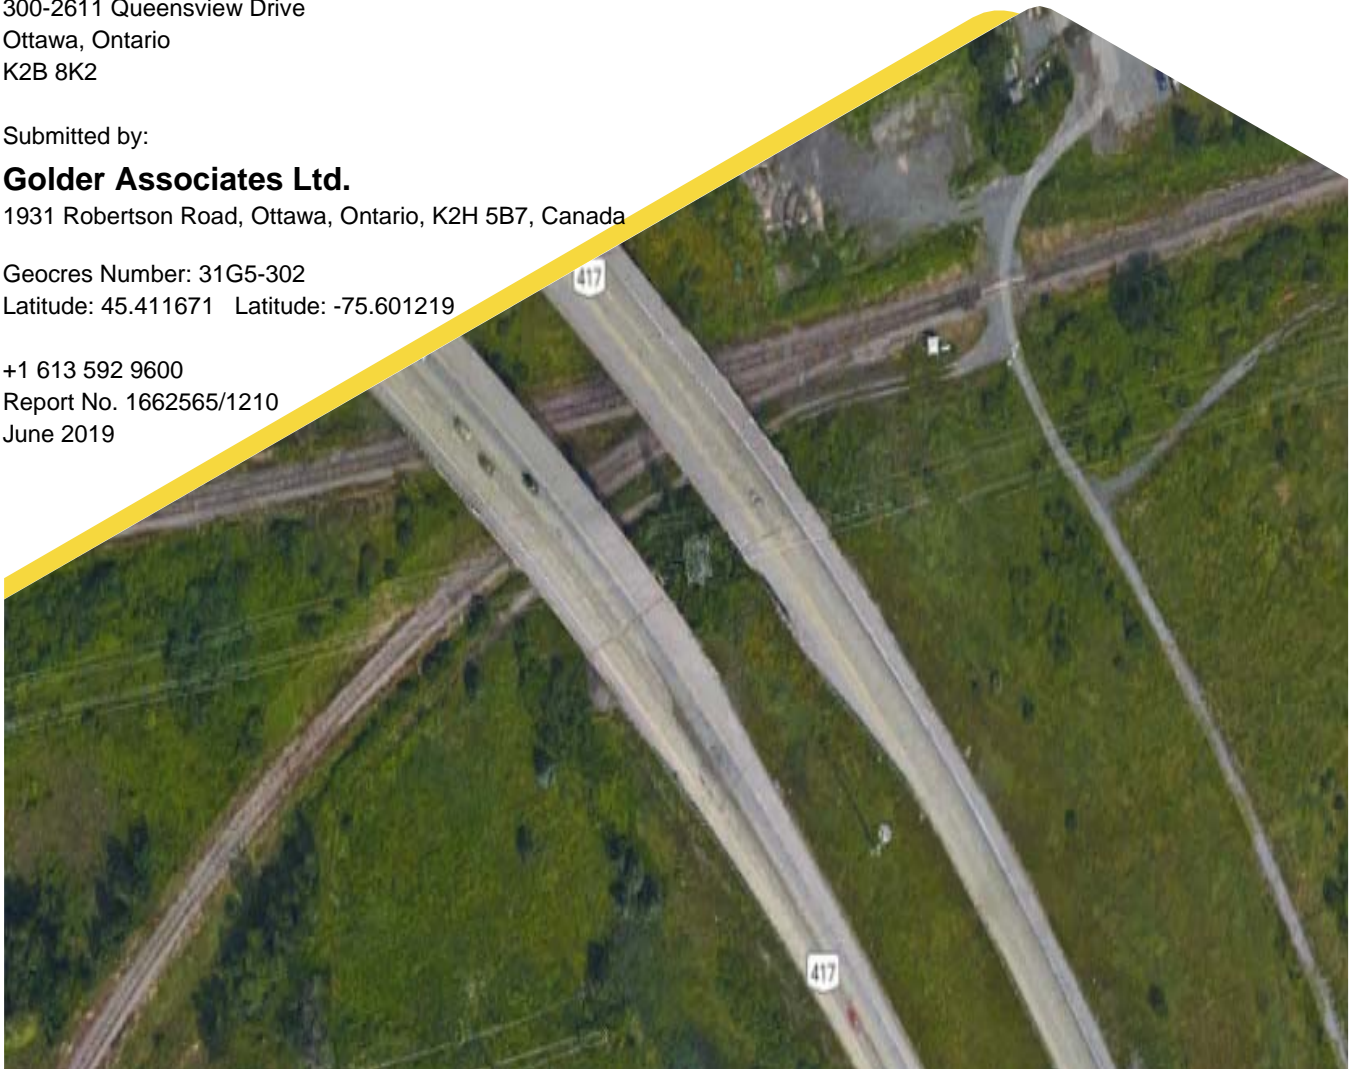 300-2611 Queensview Drive
Ottawa, Ontario
K2B 8K2
Submitted by:
Golder Associates Ltd.
1931 Robertson Road, Ottawa, Ontario, K2H 5B7, Canada
Geocres Number: 31G5-302
Latitude: 45.411671 Latitude: -75.601219
+1 613 592 9600
Report No. 1662565/1210
June 2019
417
417